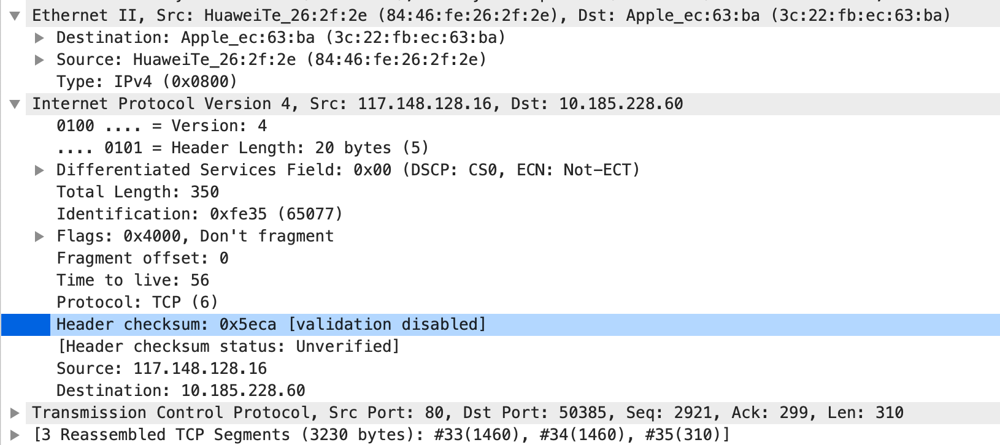 Ethernet II, Src: HuaweiTe_26:2f:2e (84:46:fe:26:2f:2e), Dst: Apple_ec:63:ba (3c:22:fb:ec:63:ba)
Destination: Apple_ec:63:ba (3c:22:fb:ec:63:ba)
Source: HuaweiTe_26:2f:2e (84:46:fe:26:2f:2e)
Type: IPv4 (0x0800)
Internet Protocol Version 4, Src: 117.148.128.16, Dst: 10.185.228.60
0100 .... = Version: 4
.... 0101 = Header Length: 20 bytes (5)
Differentiated Services Field: 0x00 (DSCP: CS0, ECN: Not-ECT)
Total Length: 350
Identification: 0xfe35 (65077)
Flags: 0x4000, Don't fragment
Fragment offset: 0
Time to live: 56
Protocol: TCP (6)
Header checksum: 0x5eca [validation disabled]
[Header checksum status: Unverified]
Source: 117.148.128.16
Destination: 10.185.228.60
Transmission Control Protocol, Src Port: 80, Dst Port: 50385, Seq: 2921, Ack: 299, Len: 310
[3 Reassembled TCP Segments (3230 bytes): #33(1460), #34(1460), #35(310)]